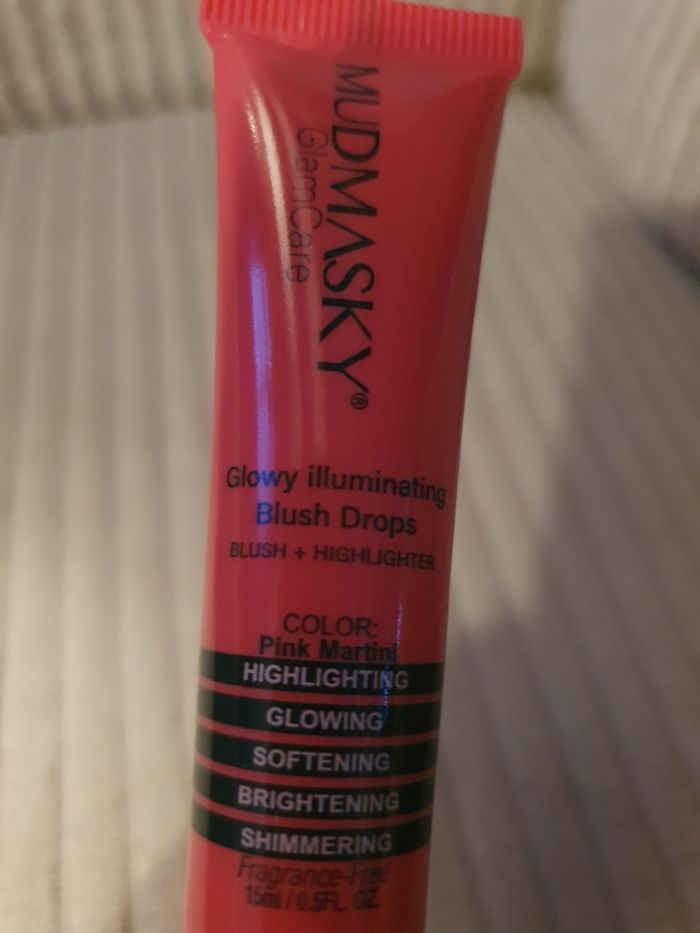 MUDMASKY®
GlamCare
Glowy illuminating
Blush Drops
BLUSH + HIGHLIGHTER
COLOR:
Pink Martini
HIGHLIGHTING
GLOWING
SOFTENING
BRIGHTENING
SHIMMERING
Fragrance-Free
15ml / 0.5FL. OZ